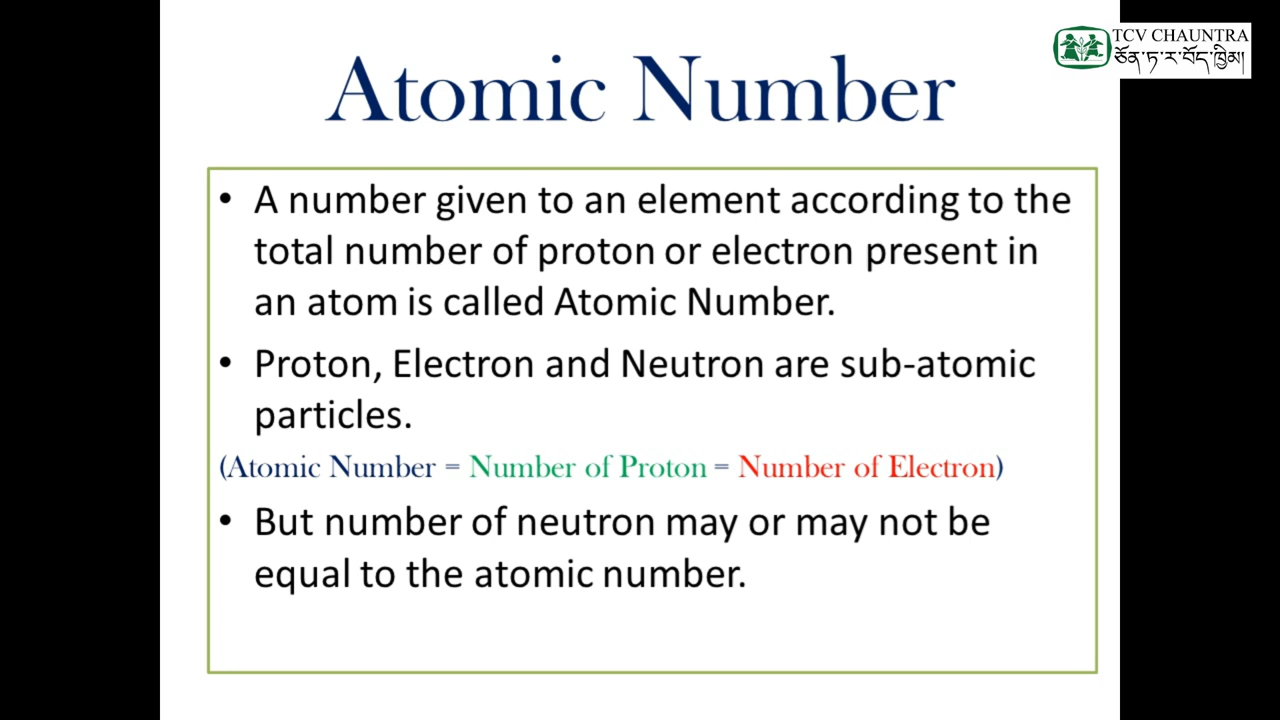 TCV CHAUNTRA
ཅོན་ཏ་ར་བོད་ཁྱིམ།
Atomic Number
• A number given to an element according to the
total number of proton or electron present in
an atom is called Atomic Number.
• Proton, Electron and Neutron are sub-atomic
particles.
(Atomic Number = Number of Proton = Number of Electron)
• But number of neutron may or may not be
equal to the atomic number.